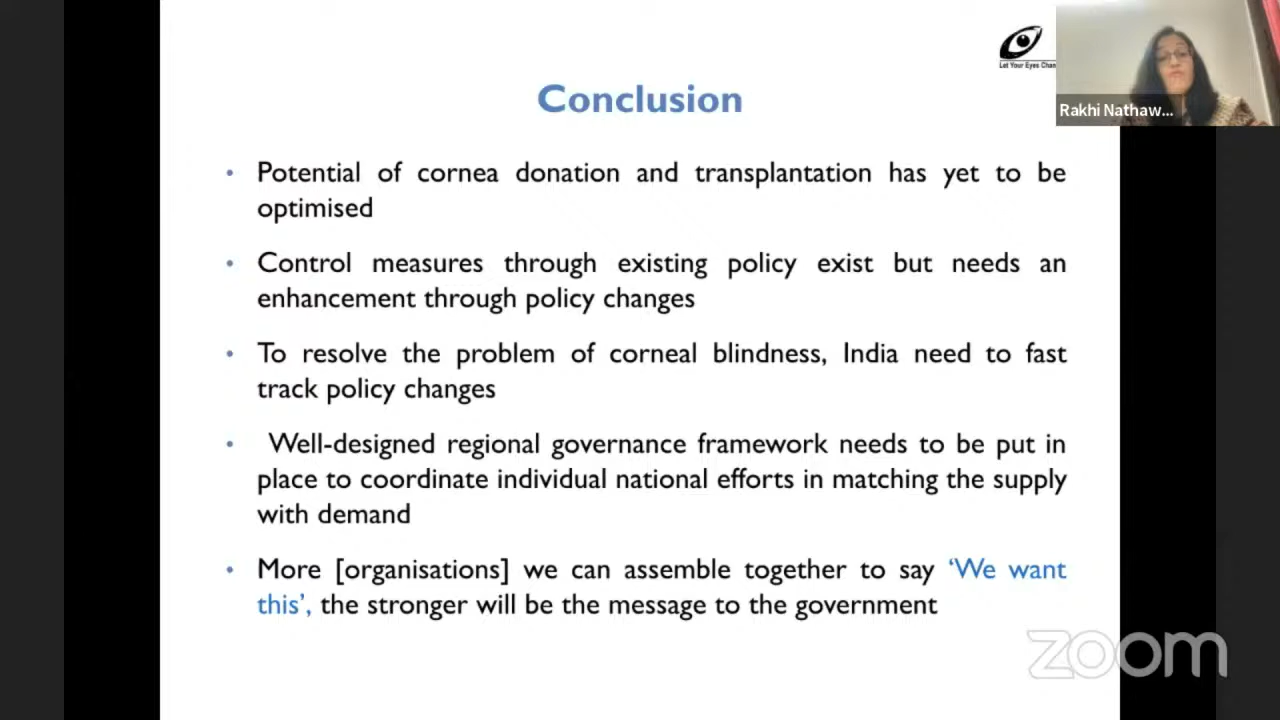 Let Your Eyes Chan
Rakhi Nathaw...
Conclusion
• Potential of cornea donation and transplantation has yet to be
optimised
• Control measures through existing policy exist but needs an
enhancement through policy changes
• To resolve the problem of corneal blindness, India need to fast
track policy changes
• Well-designed regional governance framework needs to be put in
place to coordinate individual national efforts in matching the supply
with demand
• More [organisations] we can assemble together to say ‘We want
this’, the stronger will be the message to the government
zoom